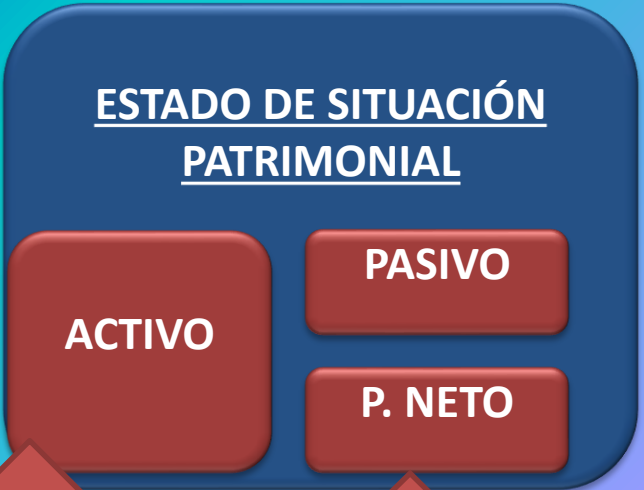 ESTADO DE SITUACIÓN
PATRIMONIAL
ACTIVO
PASIVO
P. NETO